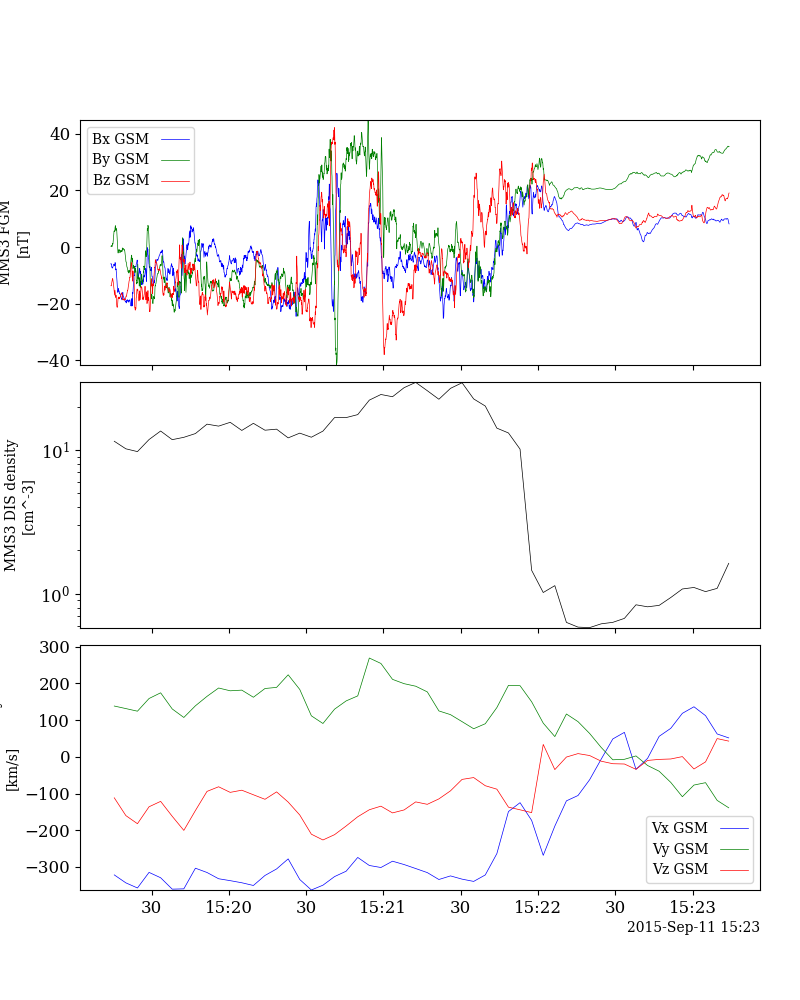 MMS3 FGM
[nT]
40
20
0
−20
−40
Bx GSM
By GSM
Bz GSM
MMS3 DIS density
[cm^-3]
10^1
10^0
[km/s]
300
200
100
0
−100
−200
−300
Vx GSM
Vy GSM
Vz GSM
30 15:20 30 15:21 30 15:22 30 15:23
2015-Sep-11 15:23